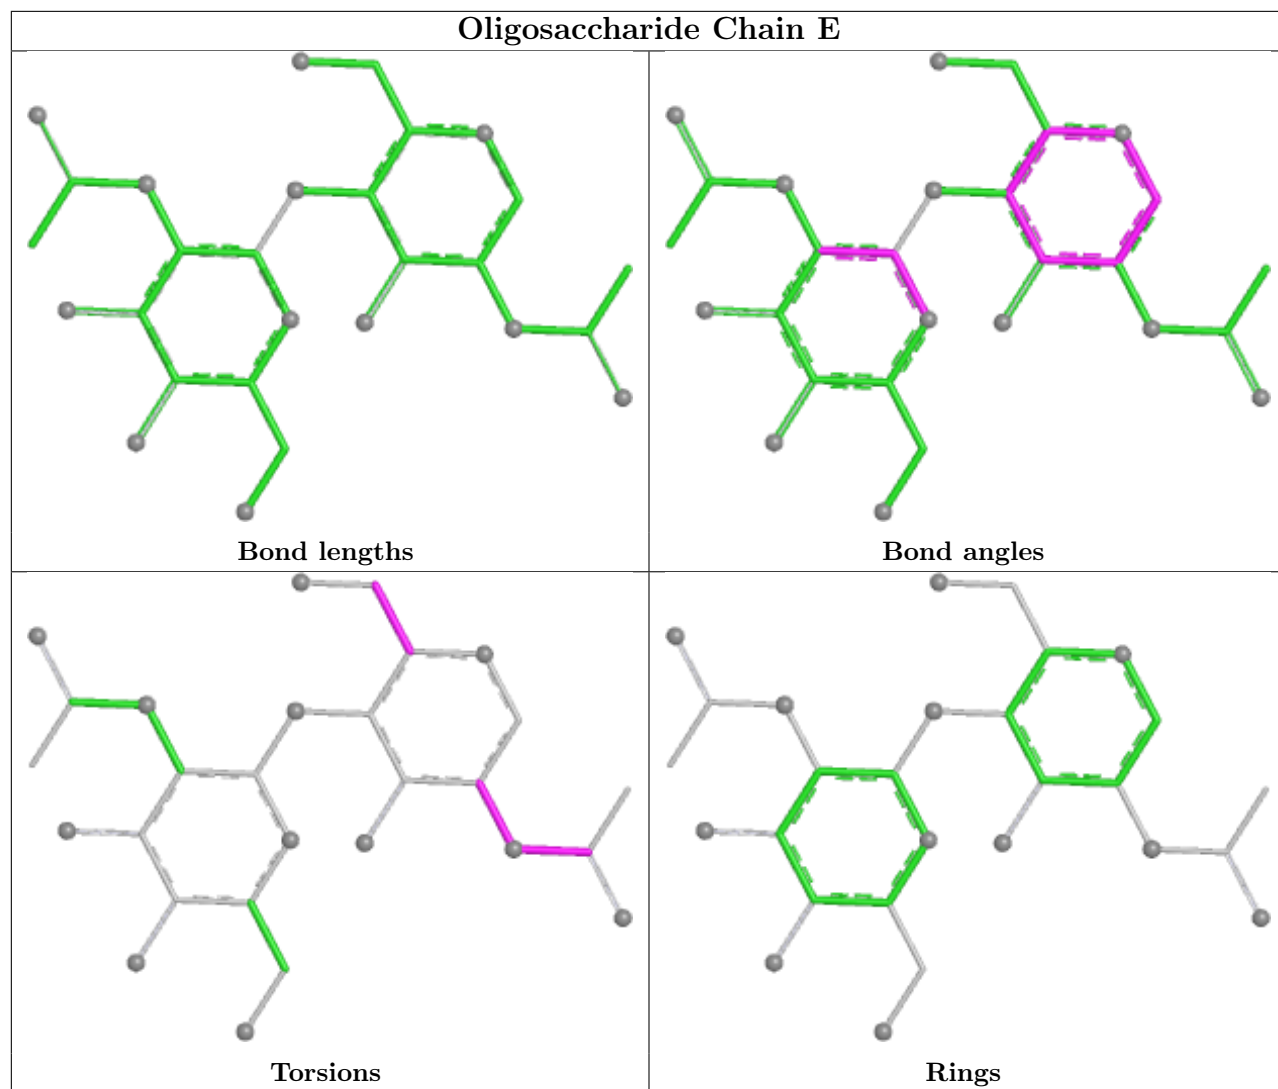 Oligosaccharide Chain E
Bond lengths
Bond angles
Torsions
Rings